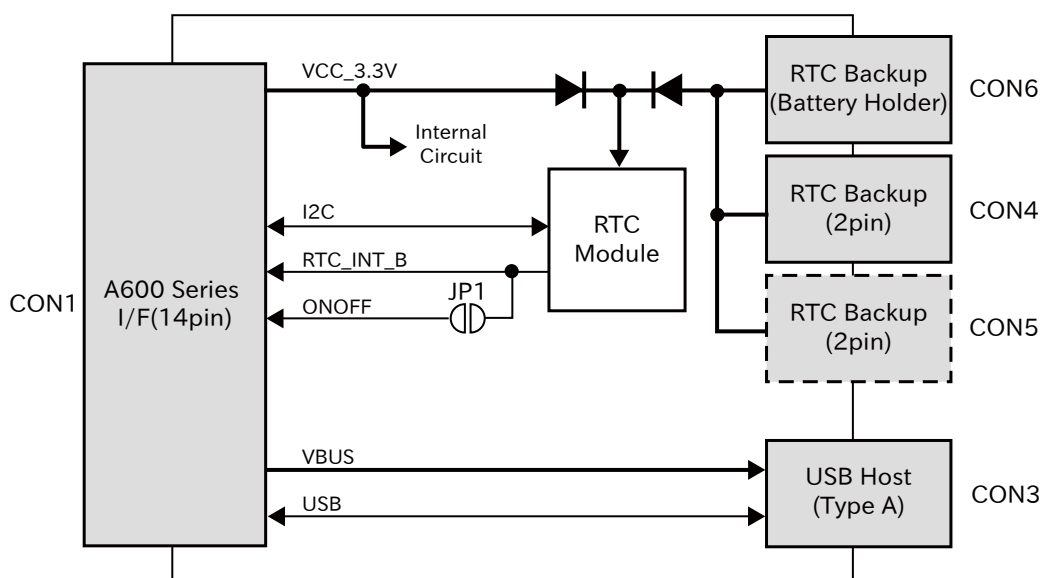 VCC_3.3V
RTC Backup
(Battery Holder)
CON6
Internal
Circuit
RTC Backup
(2pin)
CON4
I2C
RTC
Module
RTC_INT_B
CON1
A600 Series
I/F(14pin)
JP1
ONOFF
RTC Backup
(2pin)
CON5
VBUS
USB Host
(Type A)
CON3
USB